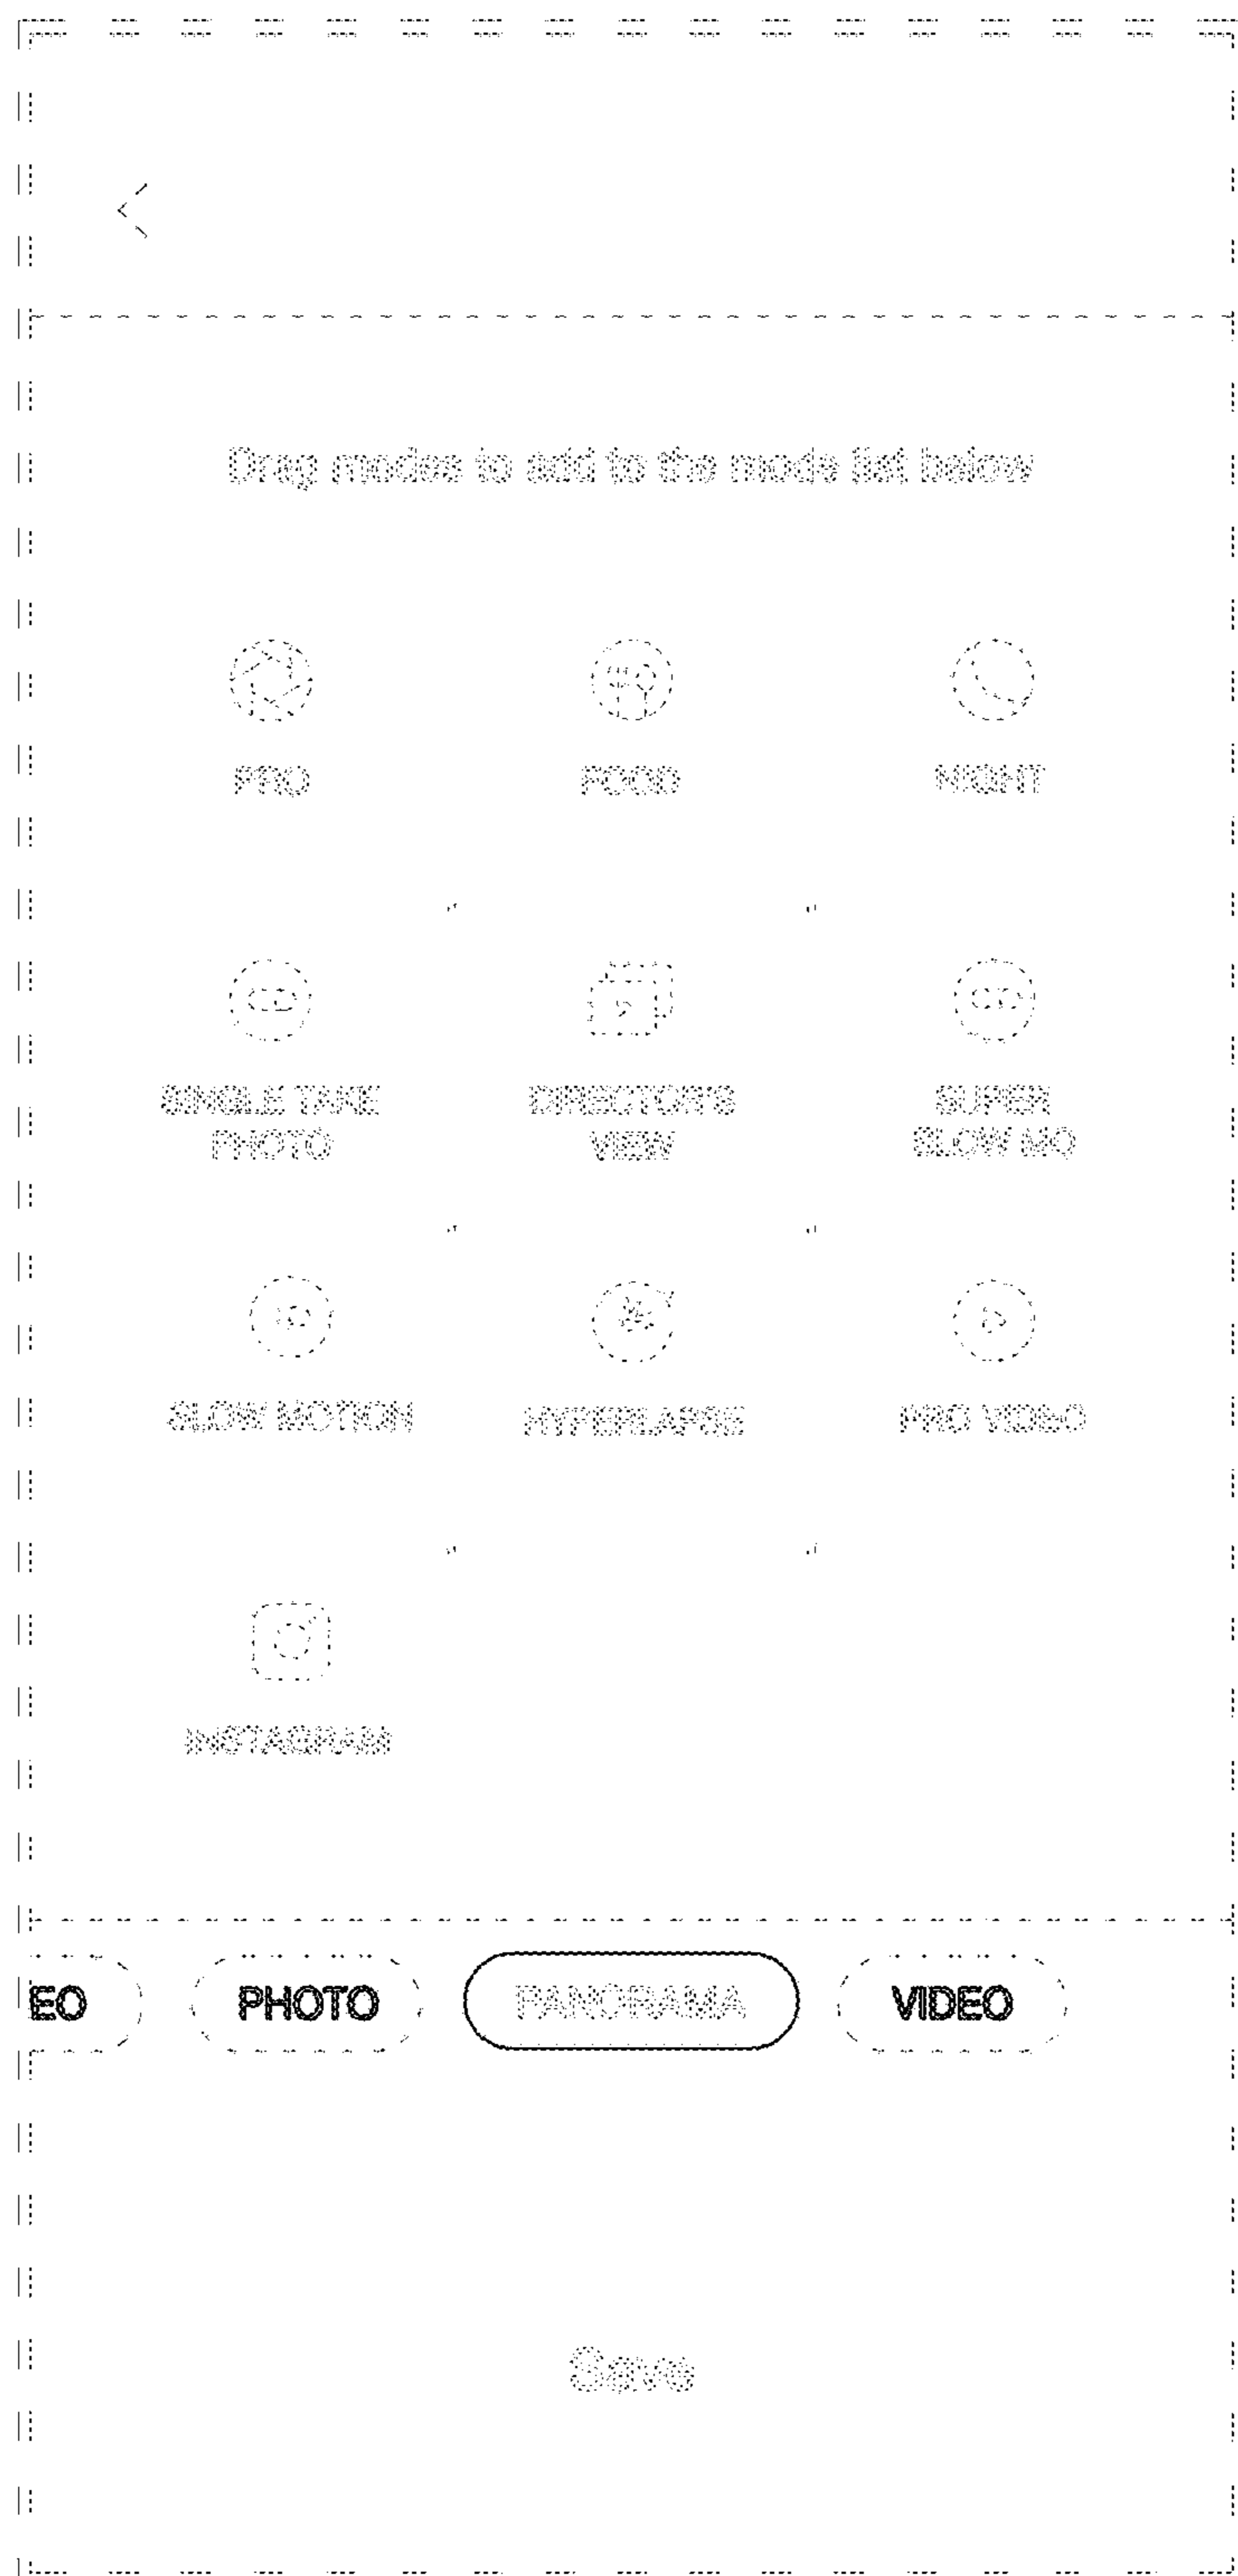 Drag modes to add to the mode list below
PRO FOOD NIGHT
SINGLE TAKE DIRECTOR'S SUPER
PHOTO VIEW SLOW MO
SLOW MOTION HYPERLAPSE PRO VIDEO
INSTAGRAM
EO PHOTO PANORAMA VIDEO
Save